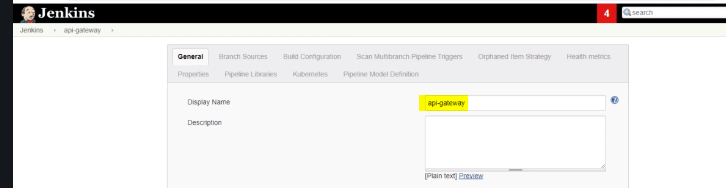 Jenkins 4 search
Jenkins › api-gateway ›
General Branch Sources Build Configuration Scan Multibranch Pipeline Triggers Orphaned Item Strategy Health metrics
Properties Pipeline Libraries Kubernetes Pipeline Model Definition
Display Name api-gateway
Description
[Plain text] Preview